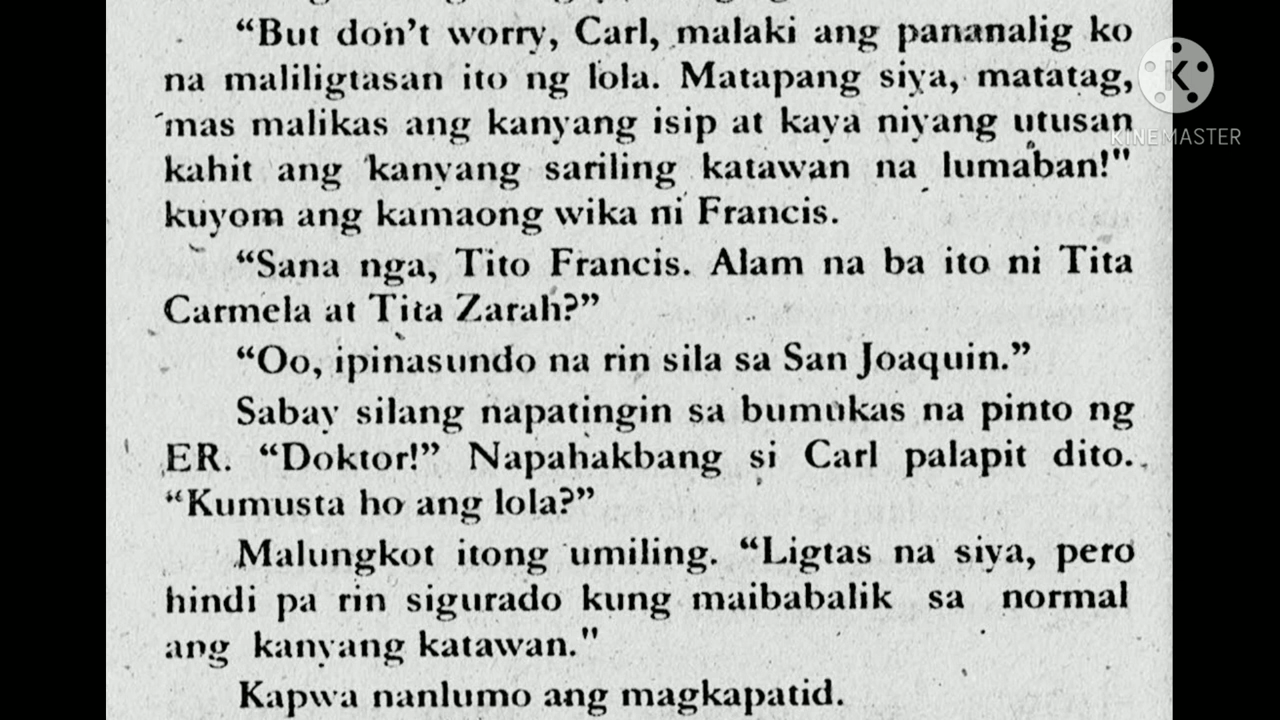 “But don’t worry, Carl, malaki ang pananalig ko
na maliligtasan ito ng lola. Matapang siya, matatag,
mas malikas ang kanyang isip at kaya niyang utusan
kahit ang kanyang sariling katawan na lumaban!"
kuyom ang kamaong wika ni Francis.
“Sana nga, Tito Francis. Alam na ba ito ni Tita
Carmela at Tita Zarah?”
“Oo, ipinasundo na rin sila sa San Joaquin.”
Sabay silang napatingin sa bumukas na pinto ng
ER. “Doktor!” Napahakbang si Carl palapit dito.
“Kumusta ho ang lola?”
Malungkot itong umiling. “Ligtas na siya, pero
hindi pa rin sigurado kung maibabalik sa normal
ang kanyang katawan."
Kapwa nanlumo ang magkapatid.
K
KINEMASTER